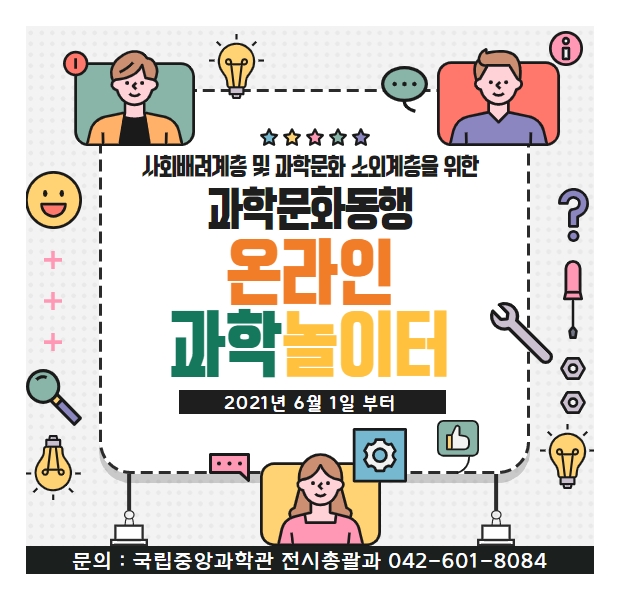 사회배려계층 및 과학문화 소외계층을 위한
과학문화동행
온라인
과학놀이터
2021년 6월 1일 부터
문의 : 국립중앙과학관 전시총괄과 042-601-8084